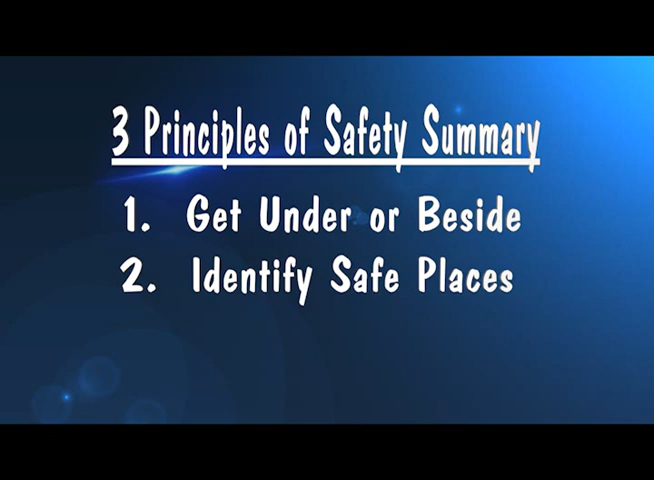 3 Principles of Safety Summary
1. Get Under or Beside
2. Identify Safe Places